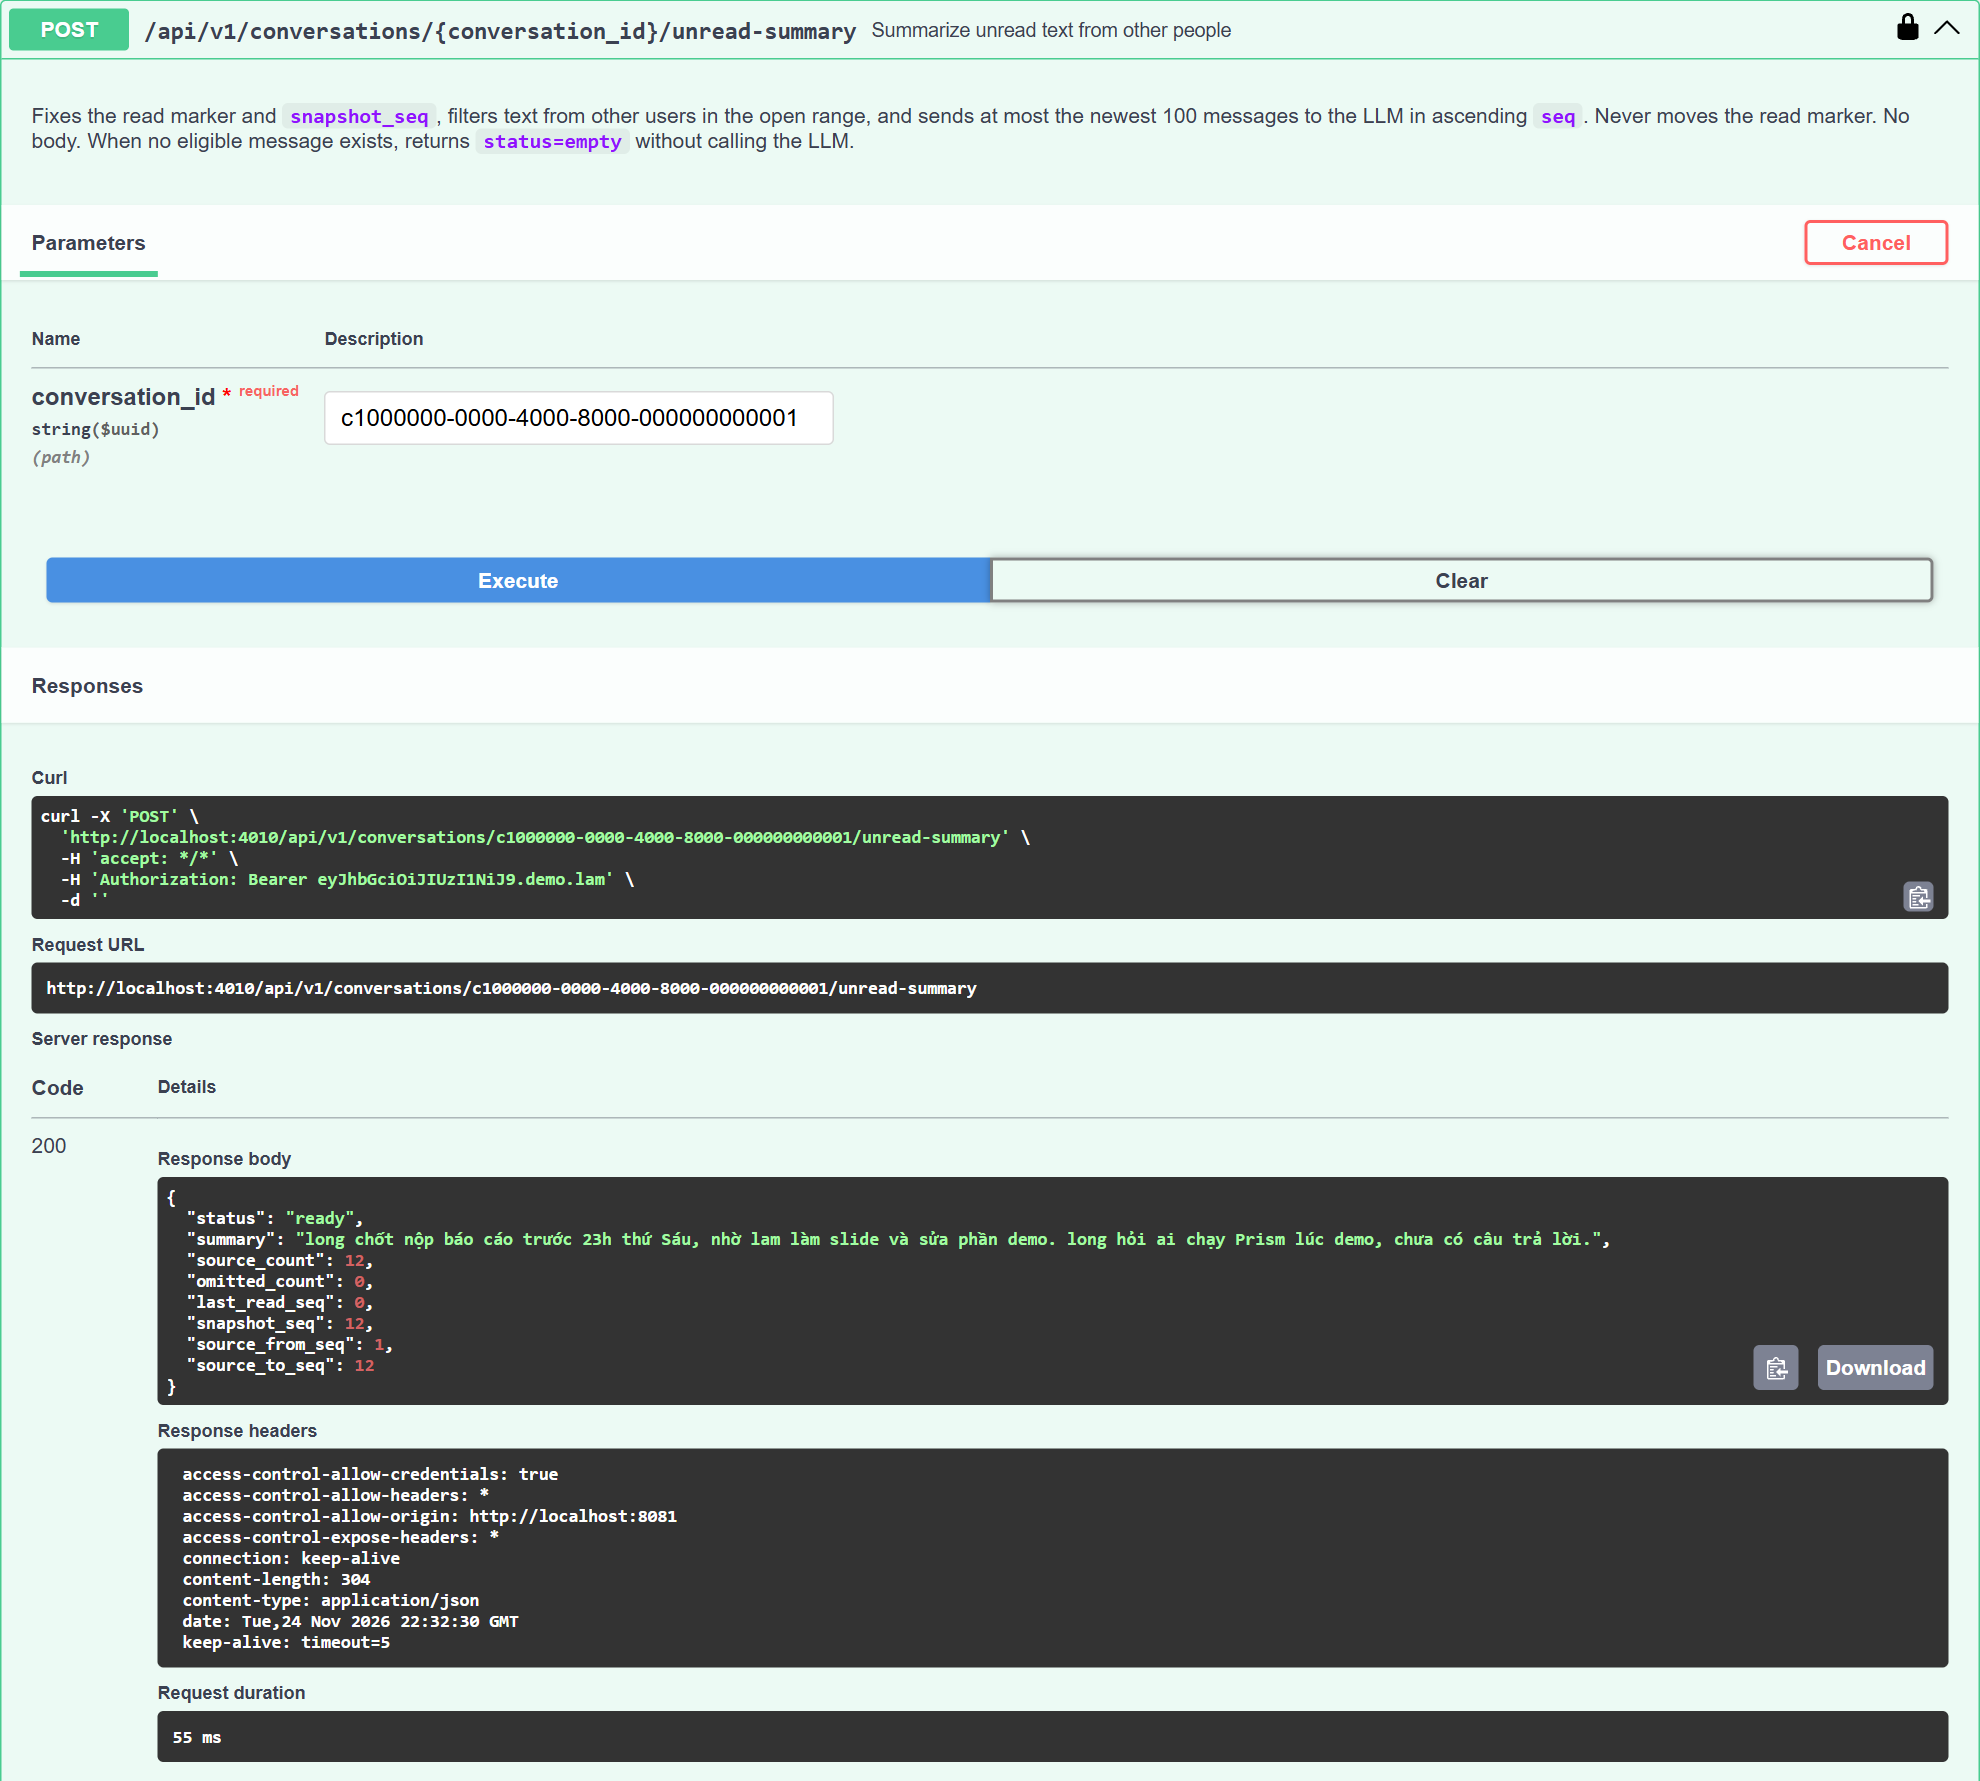 POST /api/v1/conversations/{conversation_id}/unread-summary Summarize unread text from other people
Fixes the read marker and snapshot_seq , filters text from other users in the open range, and sends at most the newest 100 messages to the LLM in ascending seq . Never moves the read marker. No
body. When no eligible message exists, returns status=empty without calling the LLM.
Parameters
Cancel
Name Description
conversation_id * required
string($uuid)
(path)
c1000000-0000-4000-8000-000000000001
Execute
Clear
Responses
Curl
curl -X 'POST' \
'http://localhost:4010/api/v1/conversations/c1000000-0000-4000-8000-000000000001/unread-summary' \
-H 'accept: */*' \
-H 'Authorization: Bearer eyJhbGciOiJIUzI1NiJ9.demo.lam' \
-d ''
Request URL
http://localhost:4010/api/v1/conversations/c1000000-0000-4000-8000-000000000001/unread-summary
Server response
Code Details
200
Response body
{
"status": "ready",
"summary": "long chốt nộp báo cáo trước 23h thứ Sáu, nhờ lam làm slide và sửa phần demo. long hỏi ai chạy Prism lúc demo, chưa có câu trả lời.",
"source_count": 12,
"omitted_count": 0,
"last_read_seq": 0,
"snapshot_seq": 12,
"source_from_seq": 1,
"source_to_seq": 12
}
Download
Response headers
access-control-allow-credentials: true
access-control-allow-headers: *
access-control-allow-origin: http://localhost:8081
access-control-expose-headers: *
connection: keep-alive
content-length: 304
content-type: application/json
date: Tue,24 Nov 2026 22:32:30 GMT
keep-alive: timeout=5
Request duration
55 ms